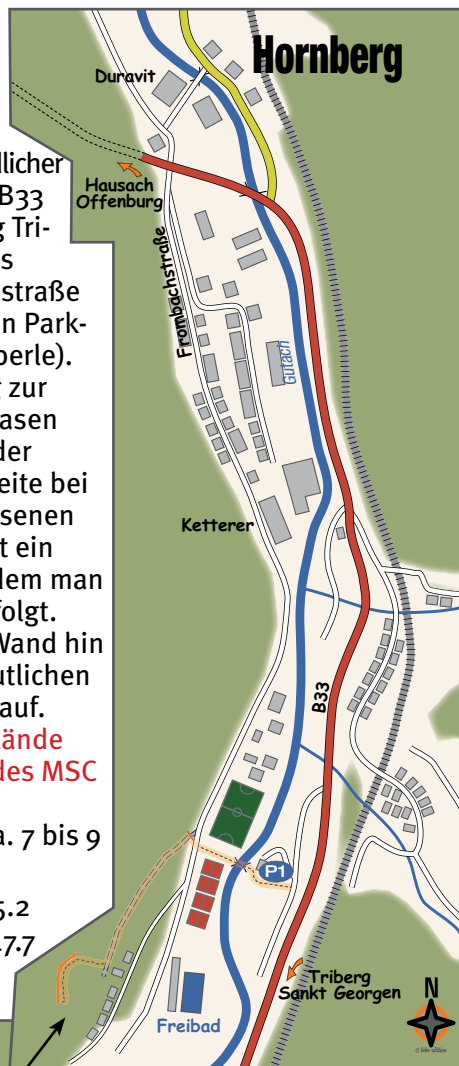 Hornberg
Duravit
Hausach
Offenburg
Frombachstraße
Gutach
Ketterer
B33
P1
Triberg
Sankt Georgen
Freibad
N
dlicher
B33
g Tri-
s
straße
n Park-
perle).
g zur
asen
der
eite bei
senen
t ein
dem man
folgt.
Wand hin
utlichen
auf.
ände
des MSC
a. 7 bis 9
5.2
.7.7